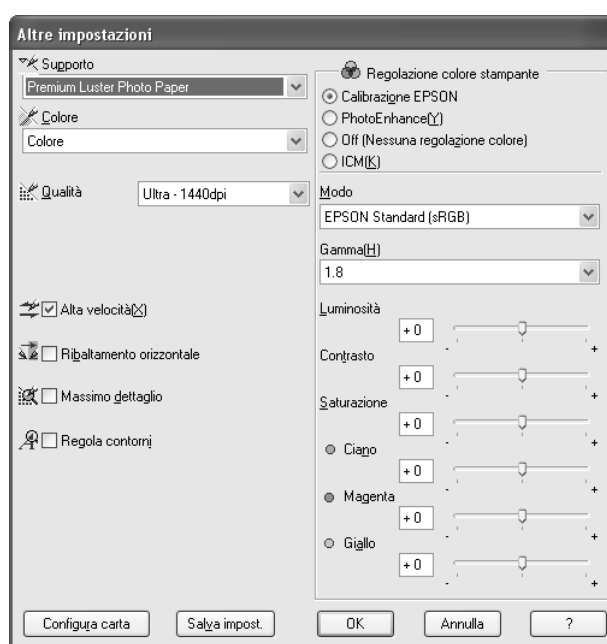 Altre impostazioni
Supporto
Premium Luster Photo Paper
Colore
Colore
Qualità
Ultra - 1440dpi
Alta velocità(X)
Ribaltamento orizzontale
Massimo dettaglio
Regola contorni
Regolazione colore stampante
Calibrazione EPSON
PhotoEnhance(Y)
Off (Nessuna regolazione colore)
ICM(K)
Modo
EPSON Standard (sRGB)
Gamma(H)
1.8
Luminosità
+ 0
- +
Contrasto
+ 0
- +
Saturazione
+ 0
- +
Ciano
+ 0
- +
Magenta
+ 0
- +
Giallo
+ 0
- +
Configura carta
Salva impost.
OK
Annulla
?